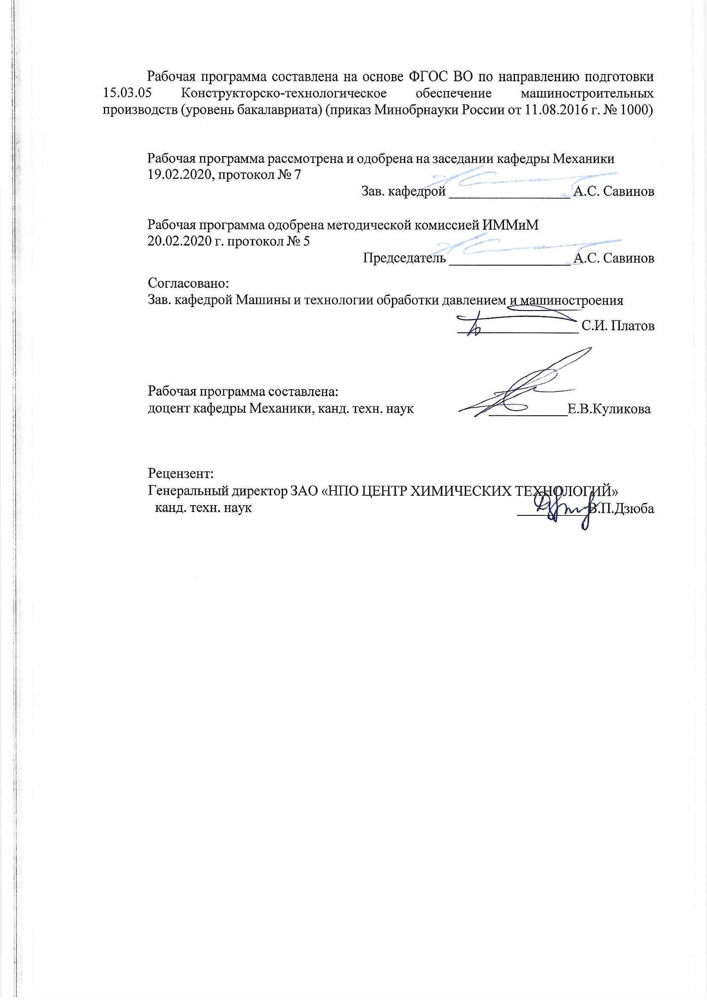 Рабочая программа составлена на основе ФГОС ВО по направлению подготовки
15.03.05 Конструкторско-технологическое обеспечение машиностроительных
производств (уровень бакалавриата) (приказ Минобрнауки России от 11.08.2016 г. № 1000)
Рабочая программа рассмотрена и одобрена на заседании кафедры Механики
19.02.2020, протокол № 7
Зав. кафедрой _________________ А.С. Савинов
Рабочая программа одобрена методической комиссией ИММиМ
20.02.2020 г. протокол № 5
Председатель _________________ А.С. Савинов
Согласовано:
Зав. кафедрой Машины и технологии обработки давлением и машиностроения
_________________ С.И. Платов
Рабочая программа составлена:
доцент кафедры Механики, канд. техн. наук ___________Е.В.Куликова
Рецензент:
Генеральный директор ЗАО «НПО ЦЕНТР ХИМИЧЕСКИХ ТЕХНОЛОГИЙ»
канд. техн. наук __________В.П.Дзюба